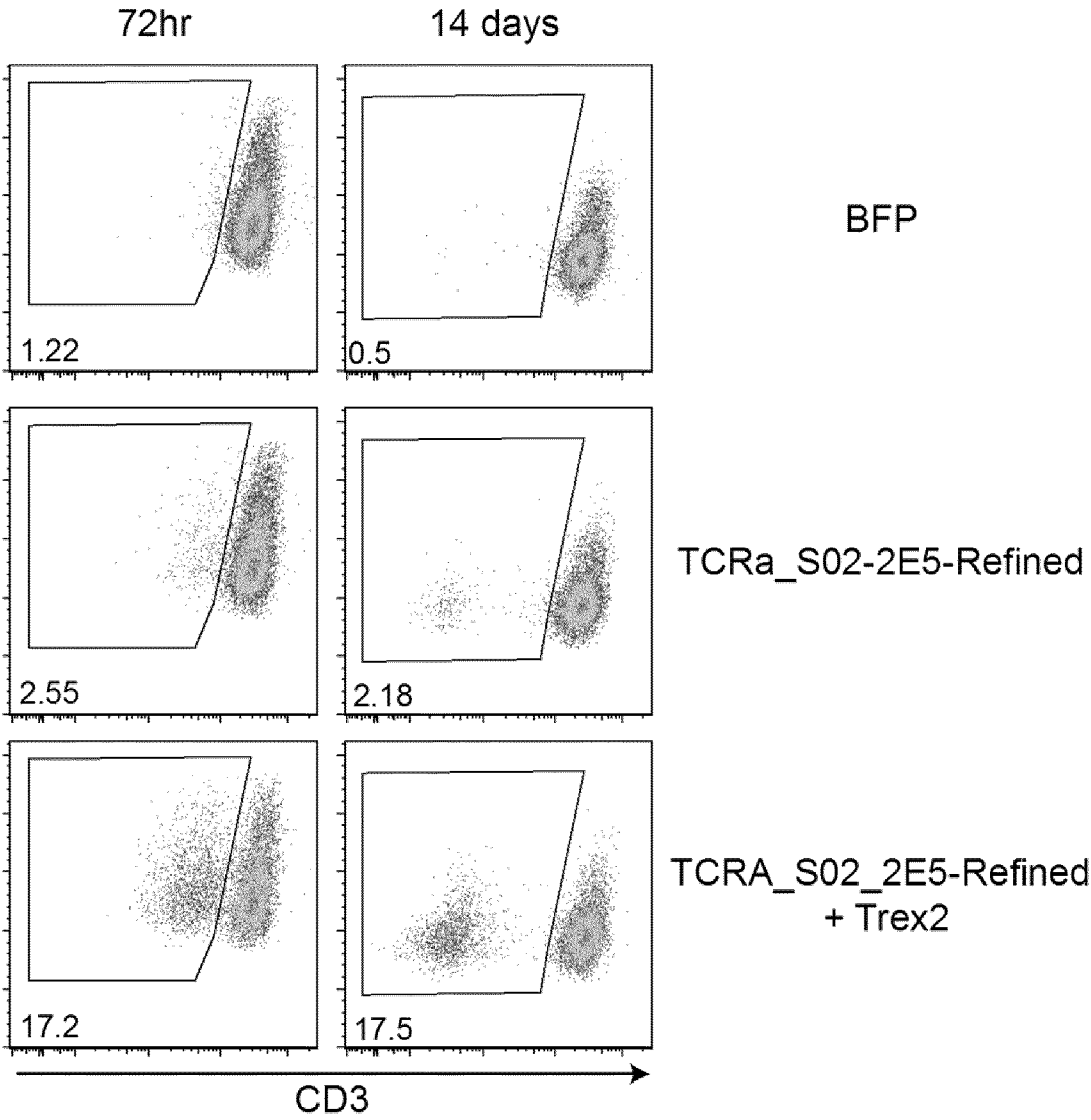 72hr 14 days
1.22 0.5 BFP
2.55 2.18 TCRa_S02-2E5-Refined
17.2 17.5 TCRA_S02_2E5-Refined
+ Trex2
CD3